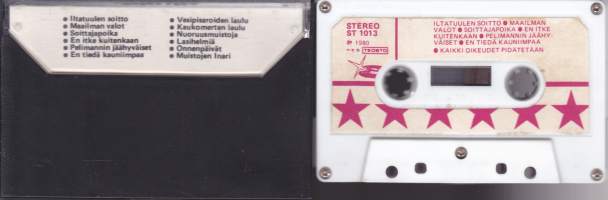 ● Iltatuulen soitto
● Maailman valot
● Soittajapoika
● En itke kuitenkaan
● Pelimannin jäähyväiset
● En tiedä kauniimpaa
● Vesipisaroiden laulu
● Kaukomertan laulu
● Nuoruusmuistoja
● Lasihelmiä
● Onnenpäivät
● Muistojen Inari
STEREO
ST 1013
℗ 1980
TEOSTO
ILTATUULEN SOITTO ● MAAILMAN
VALOT ● SOITTAJAPOIKA ● EN ITKE
KUITENKAAN ● PELIMANNIN JÄÄHY-
VÄISET ● EN TIEDÄ KAUNIIMPAA
● KAIKKI OIKEUDET PIDÄTETÄÄN